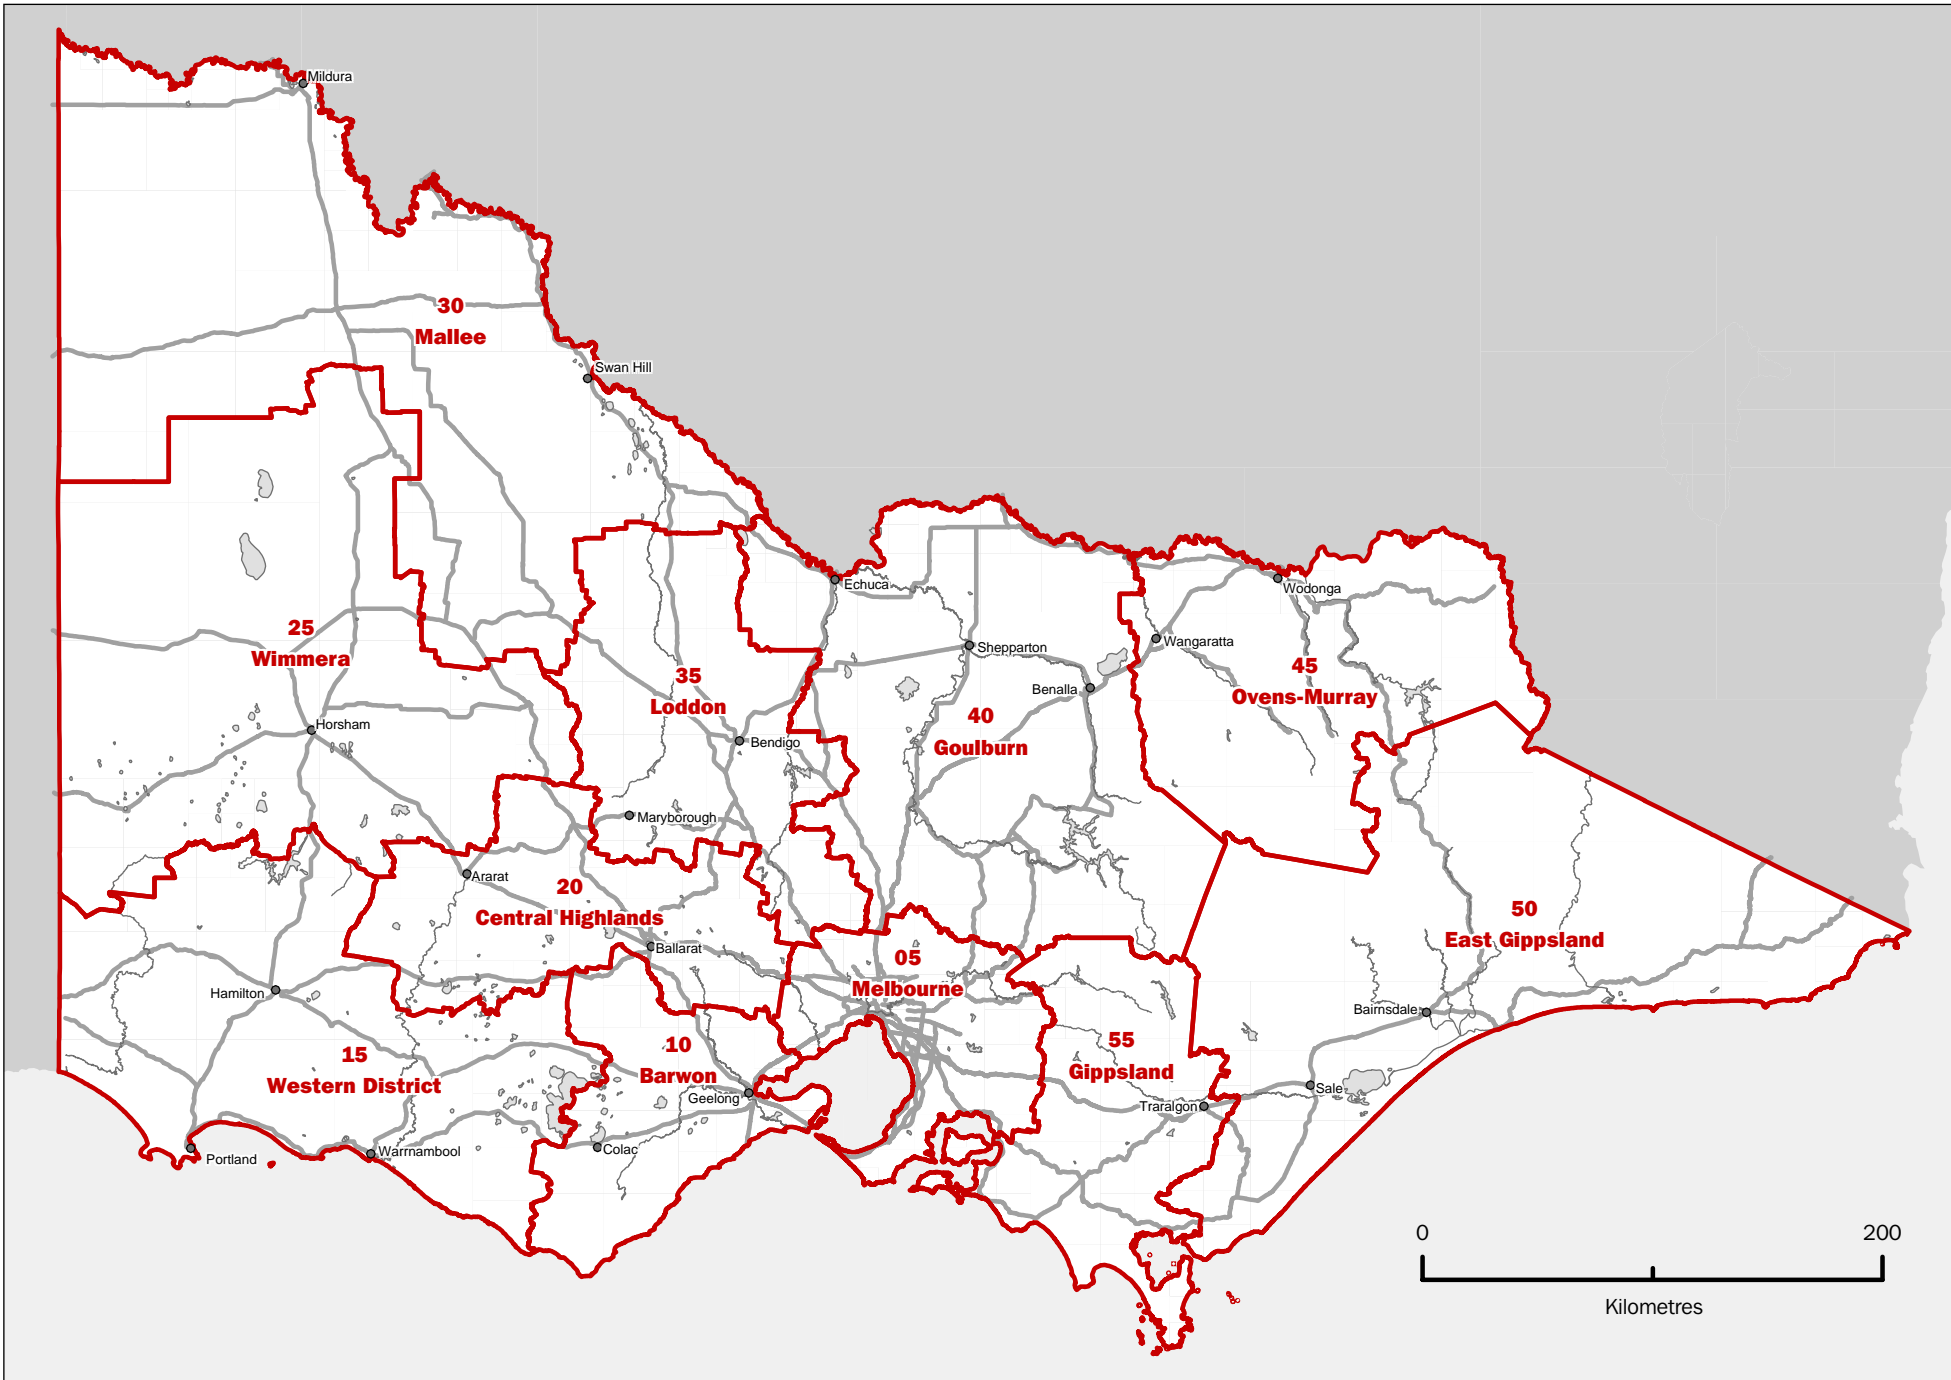 Mildura
30
Mallee
Swan Hill
Echuca
Wodonga
25
Wimmera
Wangaratta
Shepparton
45
Ovens-Murray
35
Loddon
Benalla
40
Goulburn
Horsham
Bendigo
Maryborough
Ararat
20
Central Highlands
50
East Gippsland
Ballarat
05
Melbourne
Hamilton
Bairnsdale
15
Western District
10
Barwon
55
Gippsland
Geelong
Sale
Traralgon
Portland
Warrnambool
Colac
0
200
Kilometres